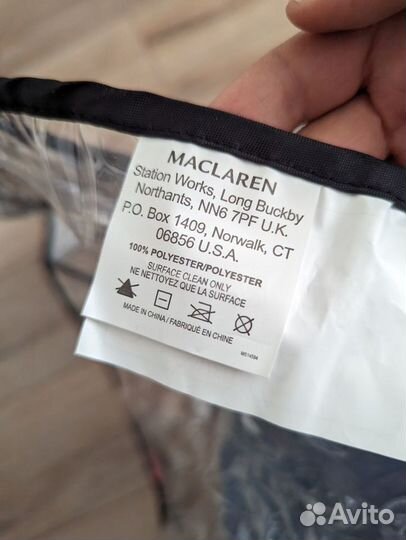 MACLAREN
Station Works, Long Buckby
Northants, NN6 7PF U.K.
P.O. Box 1409, Norwalk, CT
06856 U.S.A.
100% POLYESTER/POLYESTER
SURFACE CLEAN ONLY
NE NETTOYEZ QUE LA SURFACE
MADE IN CHINA / FABRIQUÉ EN CHINE
Avito